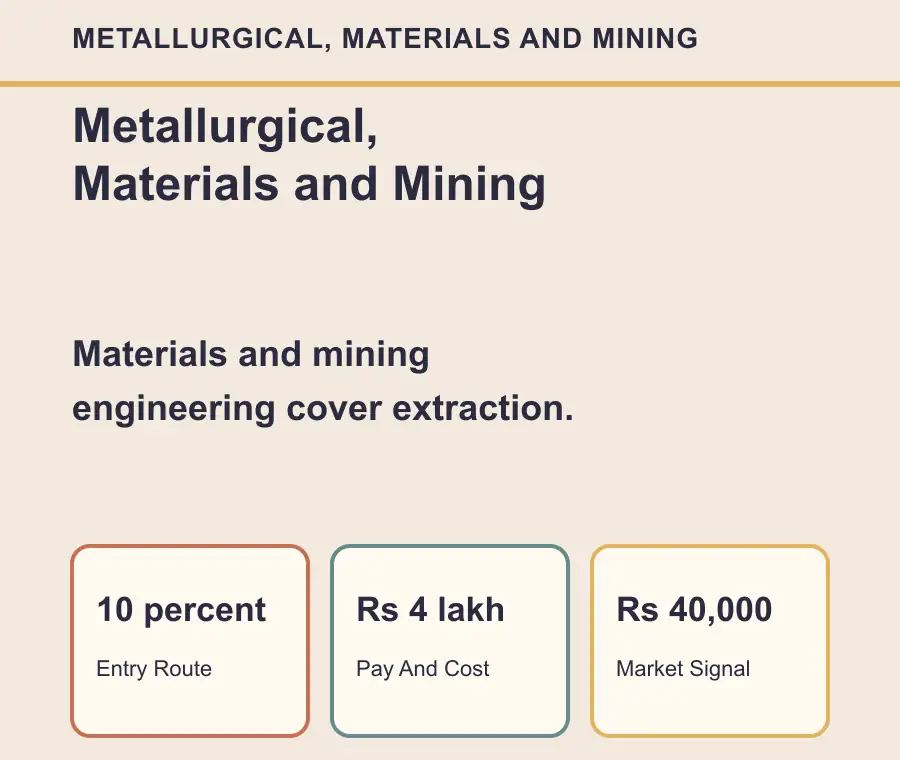 METALLURGICAL, MATERIALS AND MINING
Metallurgical,
Materials and Mining
Materials and mining
engineering cover extraction.
10 percent
Entry Route
Rs 4 lakh
Pay And Cost
Rs 40,000
Market Signal